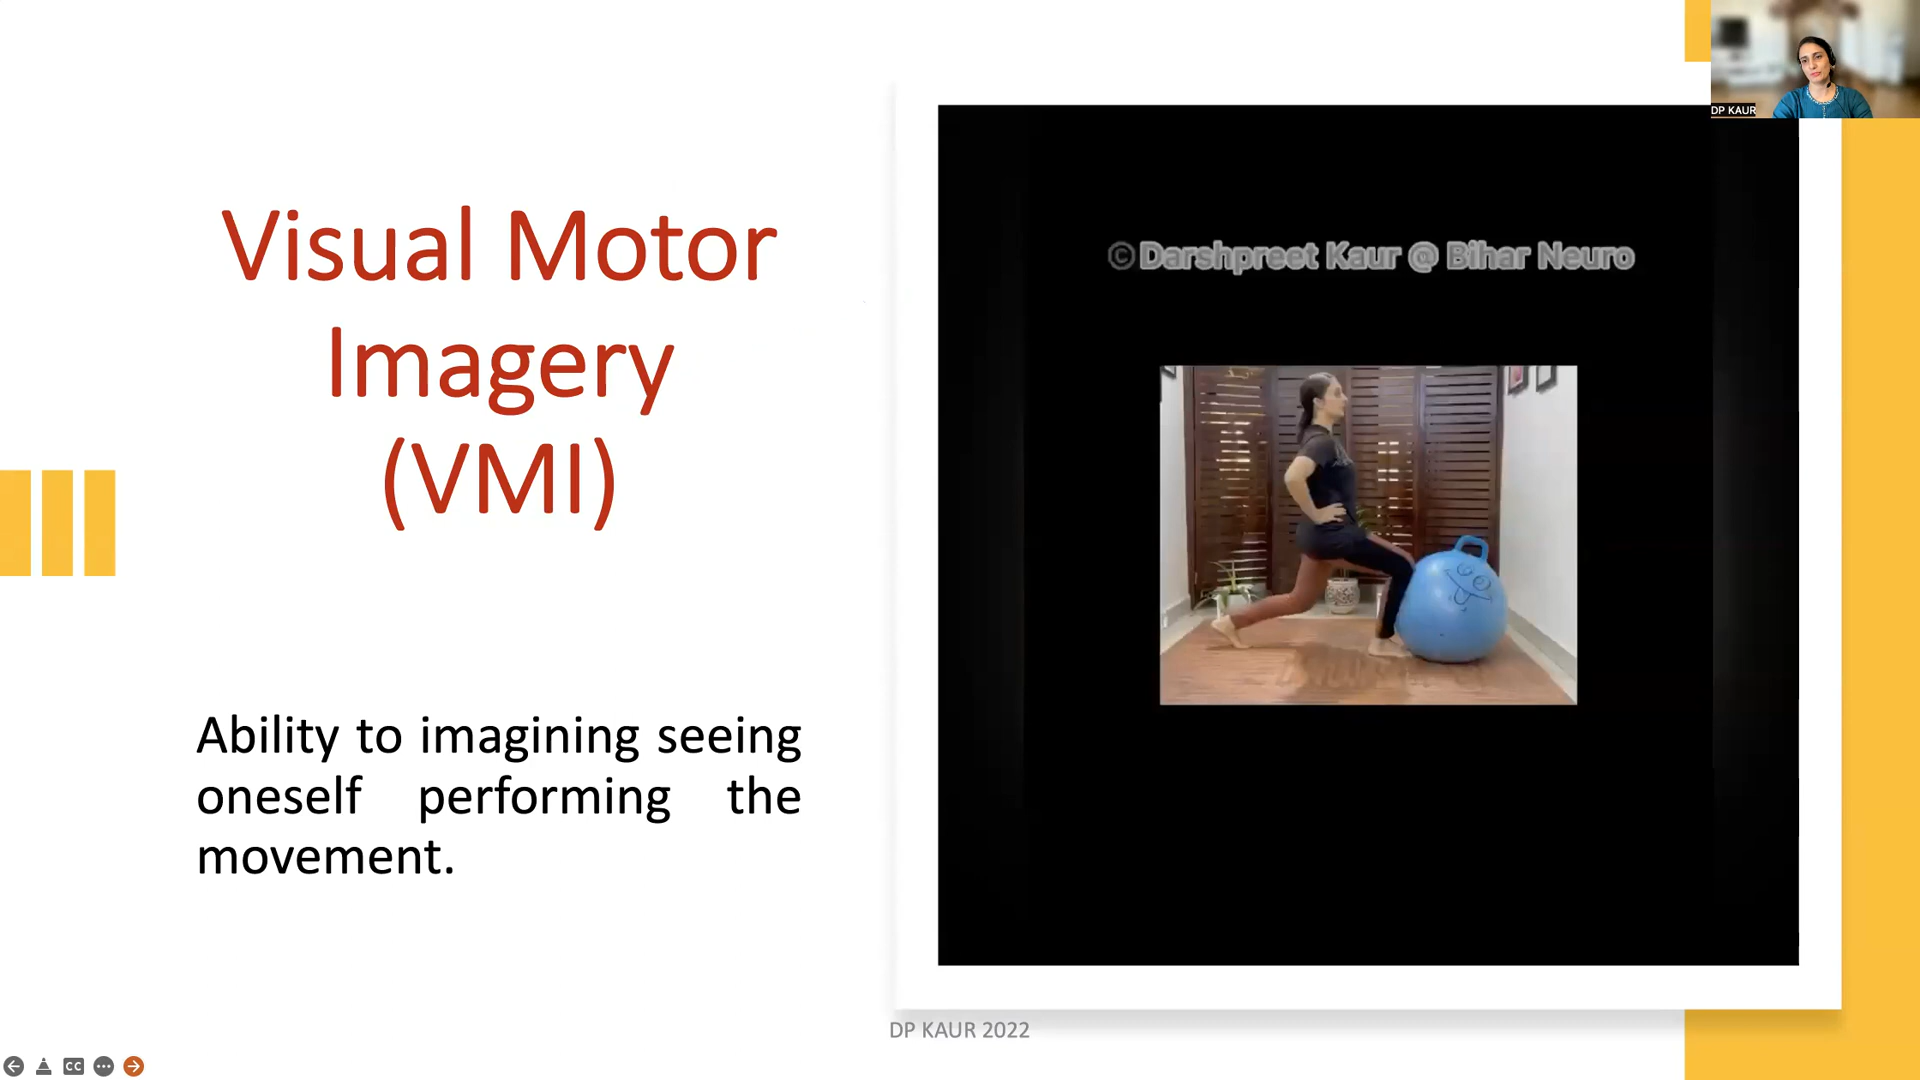 Visual Motor
Imagery
(VMI)
Ability to imagining seeing
oneself performing the
movement.
© Darshpreet Kaur @ Bihar Neuro
DP KAUR
DP KAUR 2022
CC